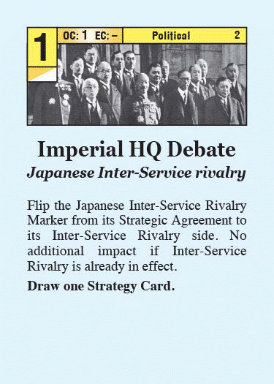 1 OC: 1 EC: – Political 2
Imperial HQ Debate
Japanese Inter-Service rivalry
Flip the Japanese Inter-Service Rivalry
Marker from its Strategic Agreement to
its Inter-Service Rivalry side. No
additional impact if Inter-Service
Rivalry is already in effect.
Draw one Strategy Card.